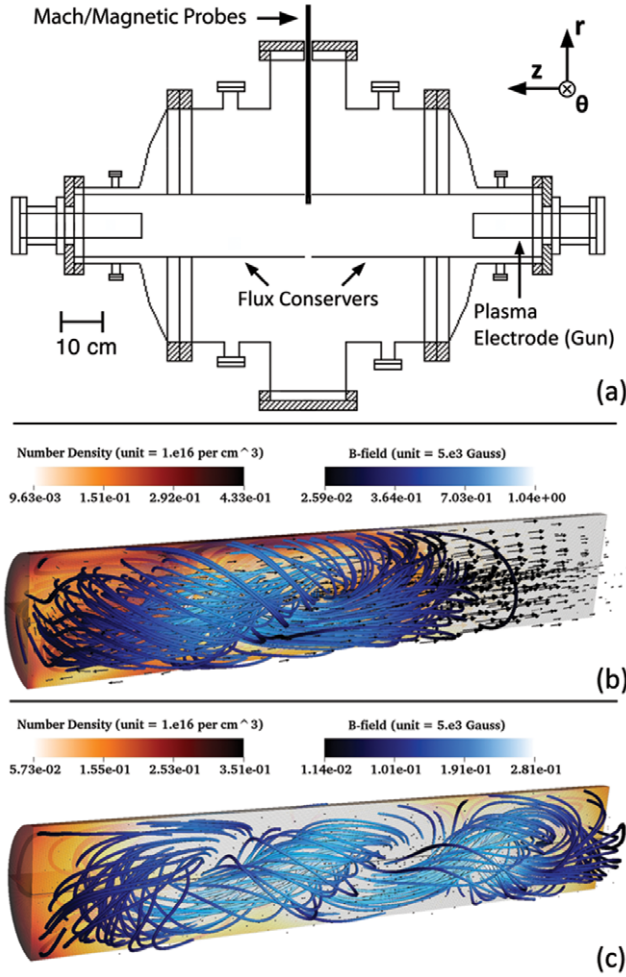 Mach/Magnetic Probes
r
z
θ
Flux Conservers
Plasma
Electrode (Gun)
10 cm
(a)
Number Density (unit = 1.e16 per cm^3)
B-field (unit = 5.e3 Gauss)
9.63e-03 1.51e-01 2.92e-01 4.33e-01
2.59e-02 3.64e-01 7.03e-01 1.04e+00
(b)
Number Density (unit = 1.e16 per cm^3)
B-field (unit = 5.e3 Gauss)
5.73e-02 1.55e-01 2.53e-01 3.51e-01
1.14e-02 1.01e-01 1.91e-01 2.81e-01
(c)